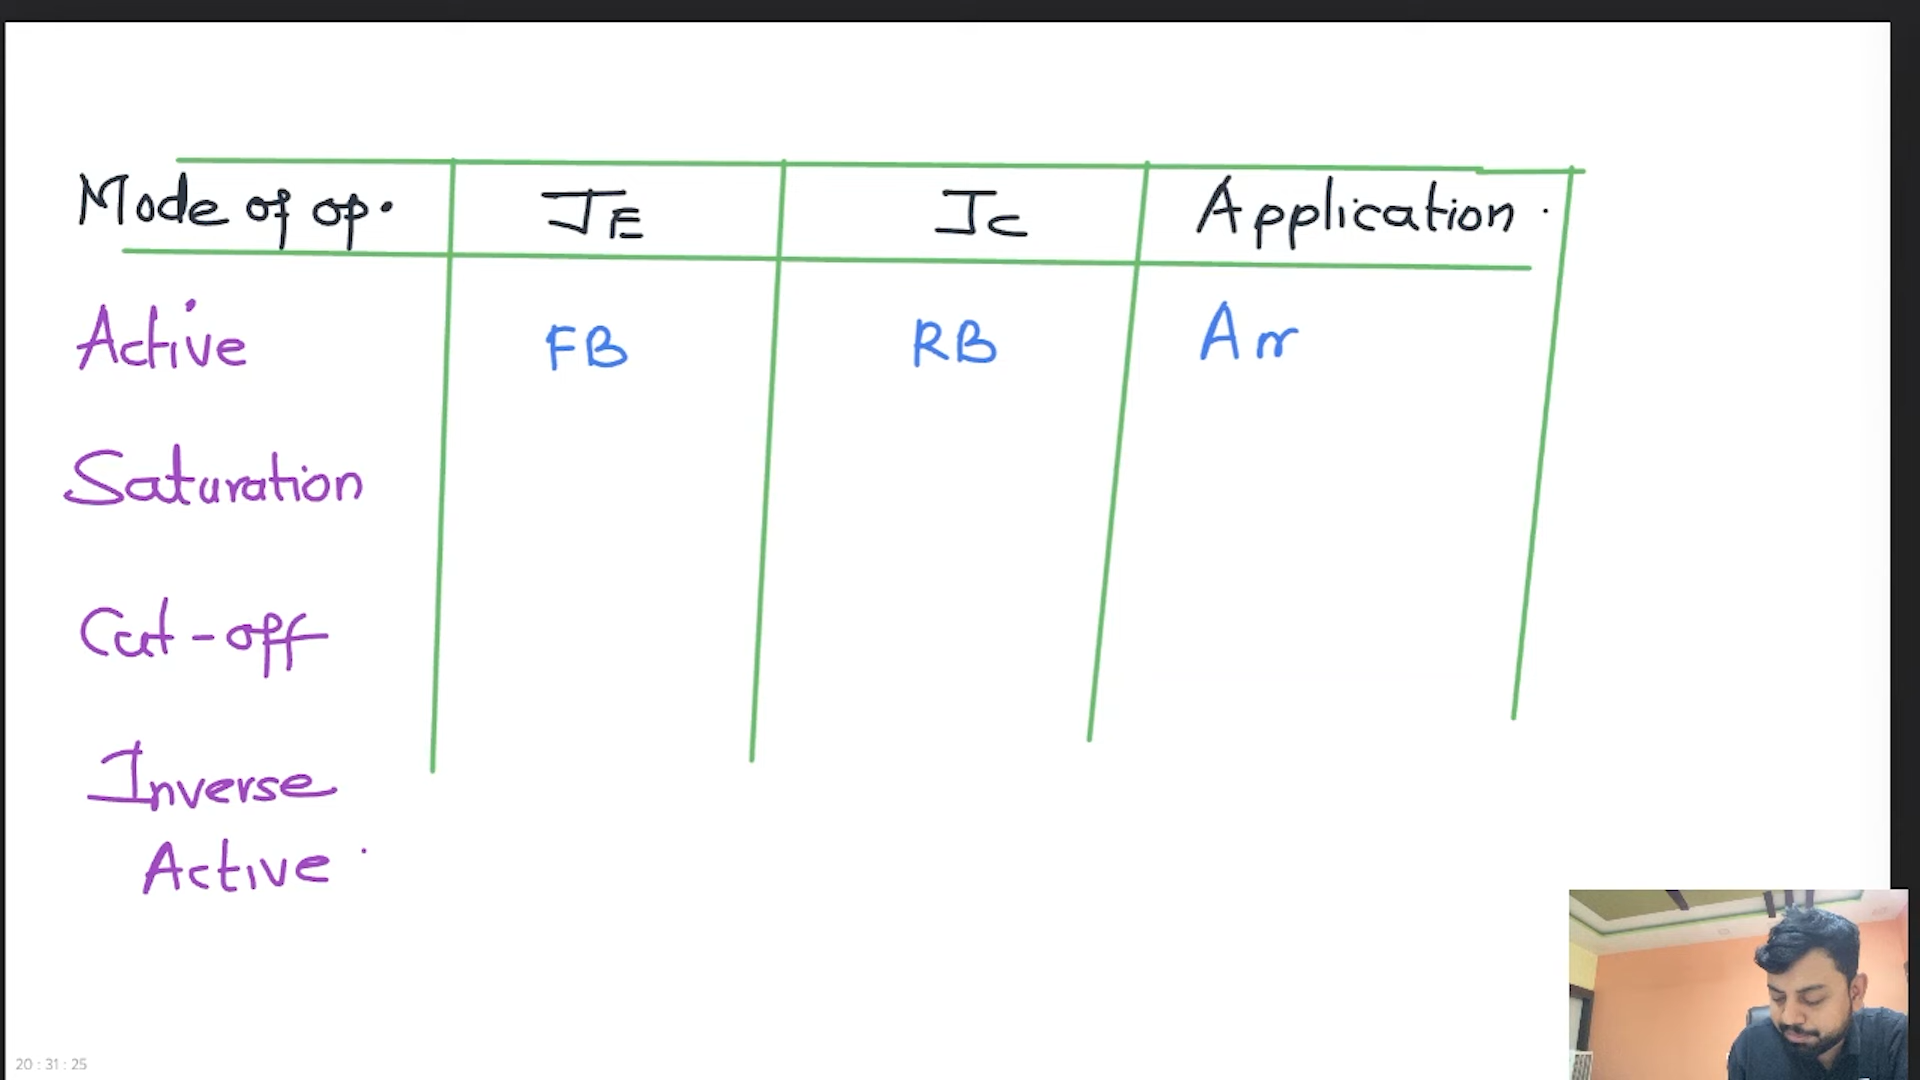 Mode of op. JE JC Application.
Active FB RB Am
Saturation
Cut-off
Inverse
Active
20:31:25